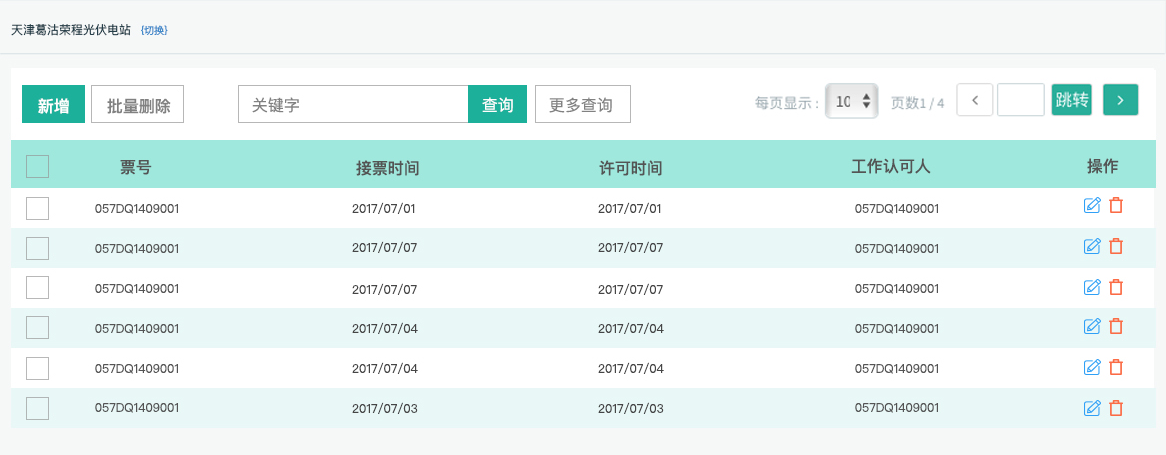 天津葛沽荣程光伏电站 {切换}
新增 批量删除 关键字 查询 更多查询 每页显示： 10 页数1 / 4 跳转
票号 接票时间 许可时间 工作认可人 操作
057DQ1409001 2017/07/01 2017/07/01 057DQ1409001
057DQ1409001 2017/07/07 2017/07/07 057DQ1409001
057DQ1409001 2017/07/07 2017/07/07 057DQ1409001
057DQ1409001 2017/07/04 2017/07/04 057DQ1409001
057DQ1409001 2017/07/04 2017/07/04 057DQ1409001
057DQ1409001 2017/07/03 2017/07/03 057DQ1409001